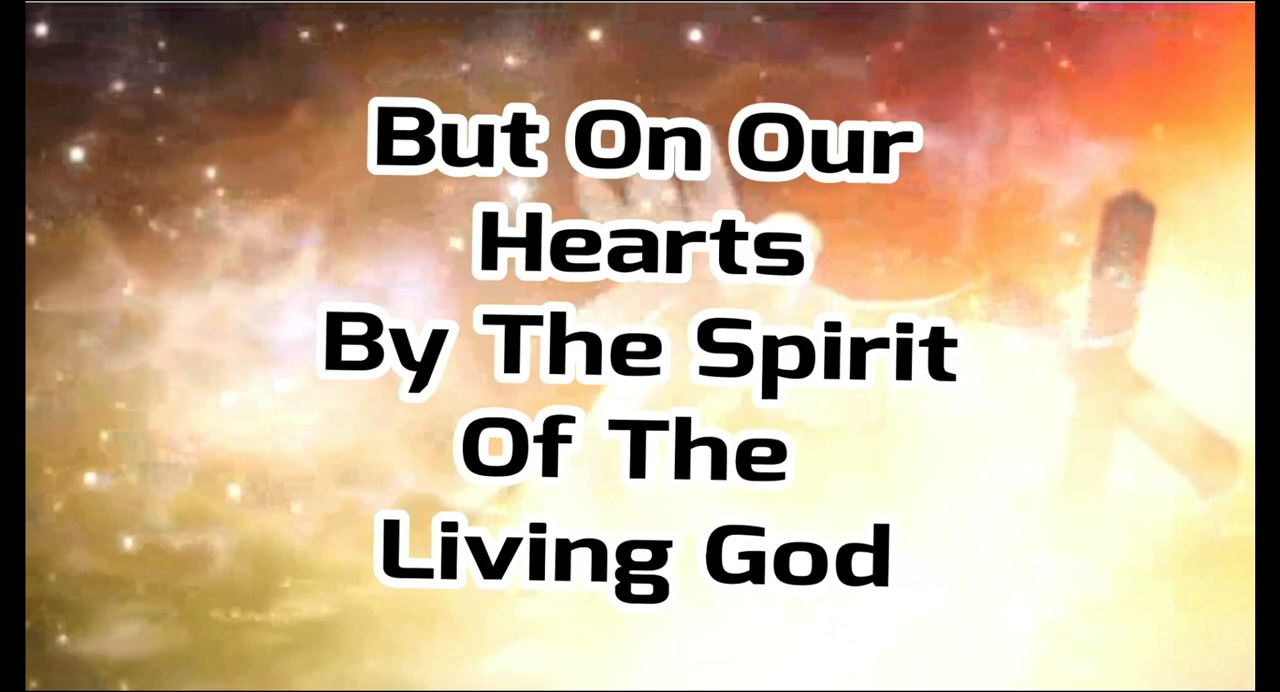 But On Our
Hearts
By The Spirit
Of The
Living God